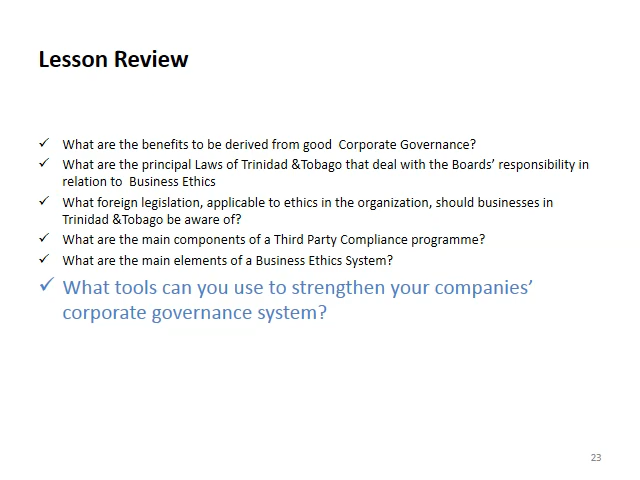 Lesson Review
✓ What are the benefits to be derived from good  Corporate Governance?
✓ What are the principal Laws of Trinidad &Tobago that deal with the Boards’ responsibility in
relation to  Business Ethics
✓ What foreign legislation, applicable to ethics in the organization, should businesses in
Trinidad &Tobago be aware of?
✓ What are the main components of a Third Party Compliance programme?
✓ What are the main elements of a Business Ethics System?
✓ What tools can you use to strengthen your companies’
corporate governance system?
23